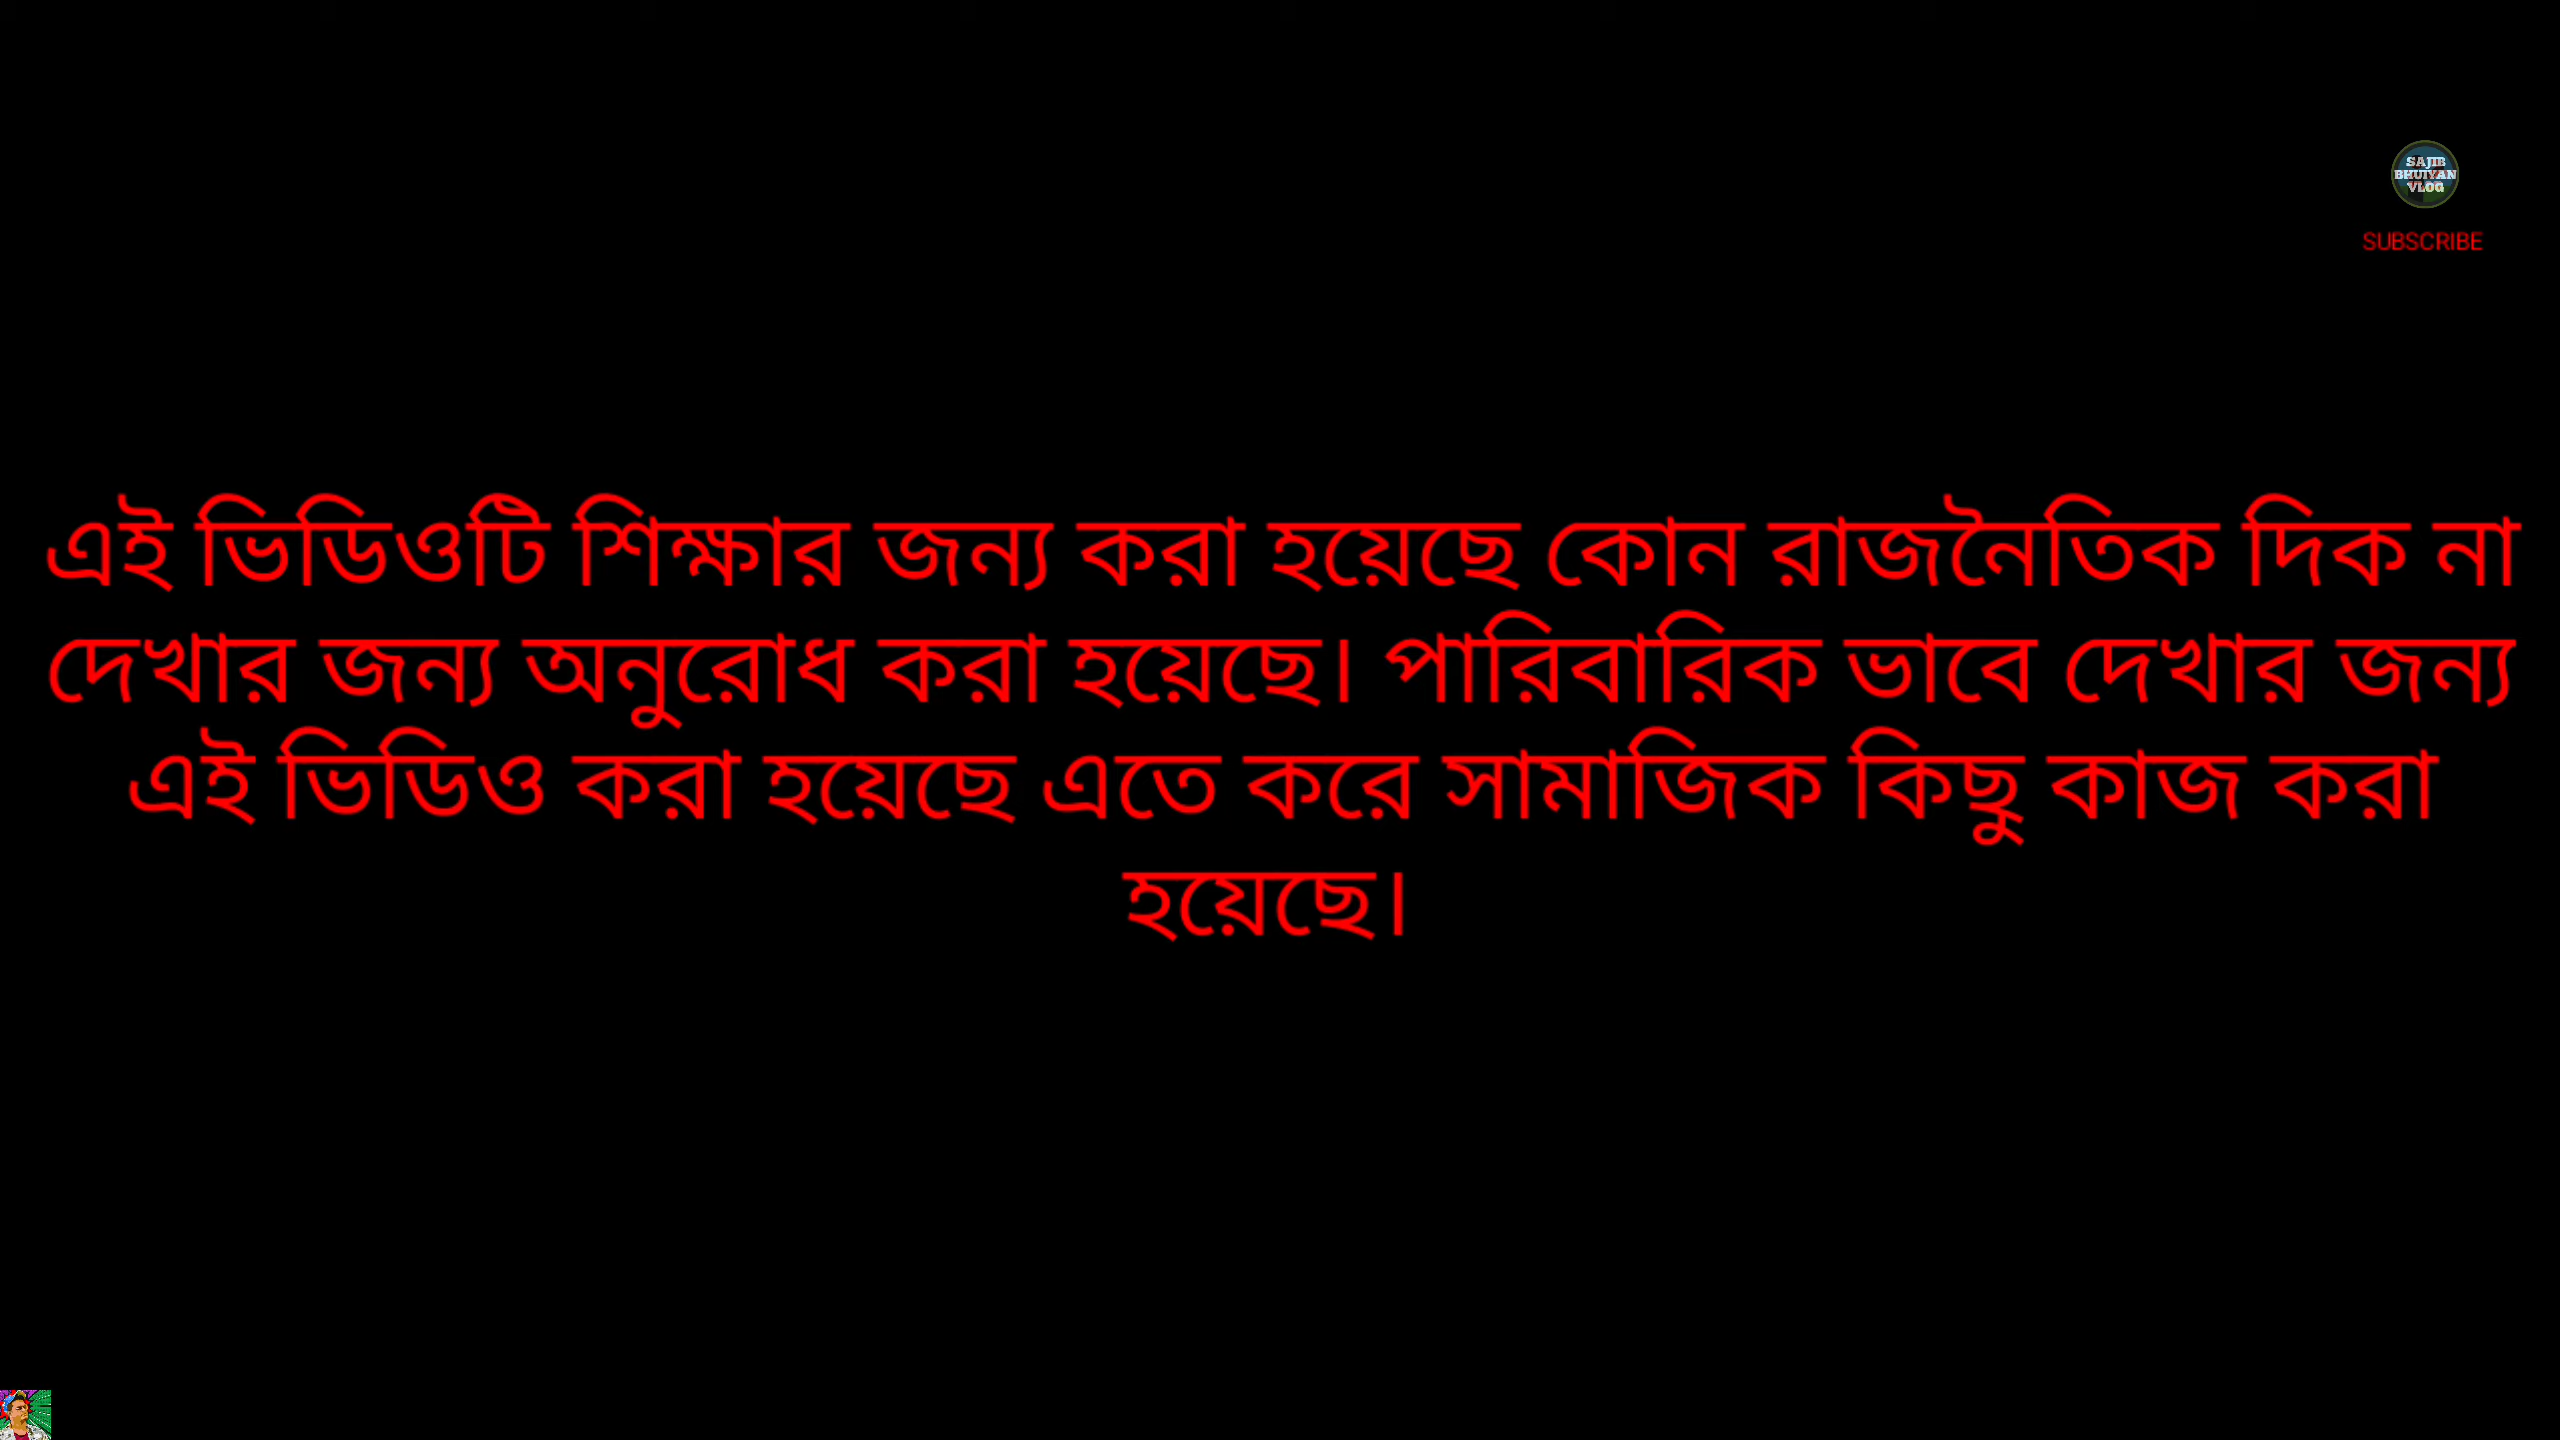 SAJIB
BHUIYAN
VLOG
SUBSCRIBE
এই ভিডিওটি শিক্ষার জন্য করা হয়েছে কোন রাজনৈতিক দিক না
দেখার জন্য অনুরোধ করা হয়েছে। পারিবারিক ভাবে দেখার জন্য
এই ভিডিও করা হয়েছে এতে করে সামাজিক কিছু কাজ করা
হয়েছে।